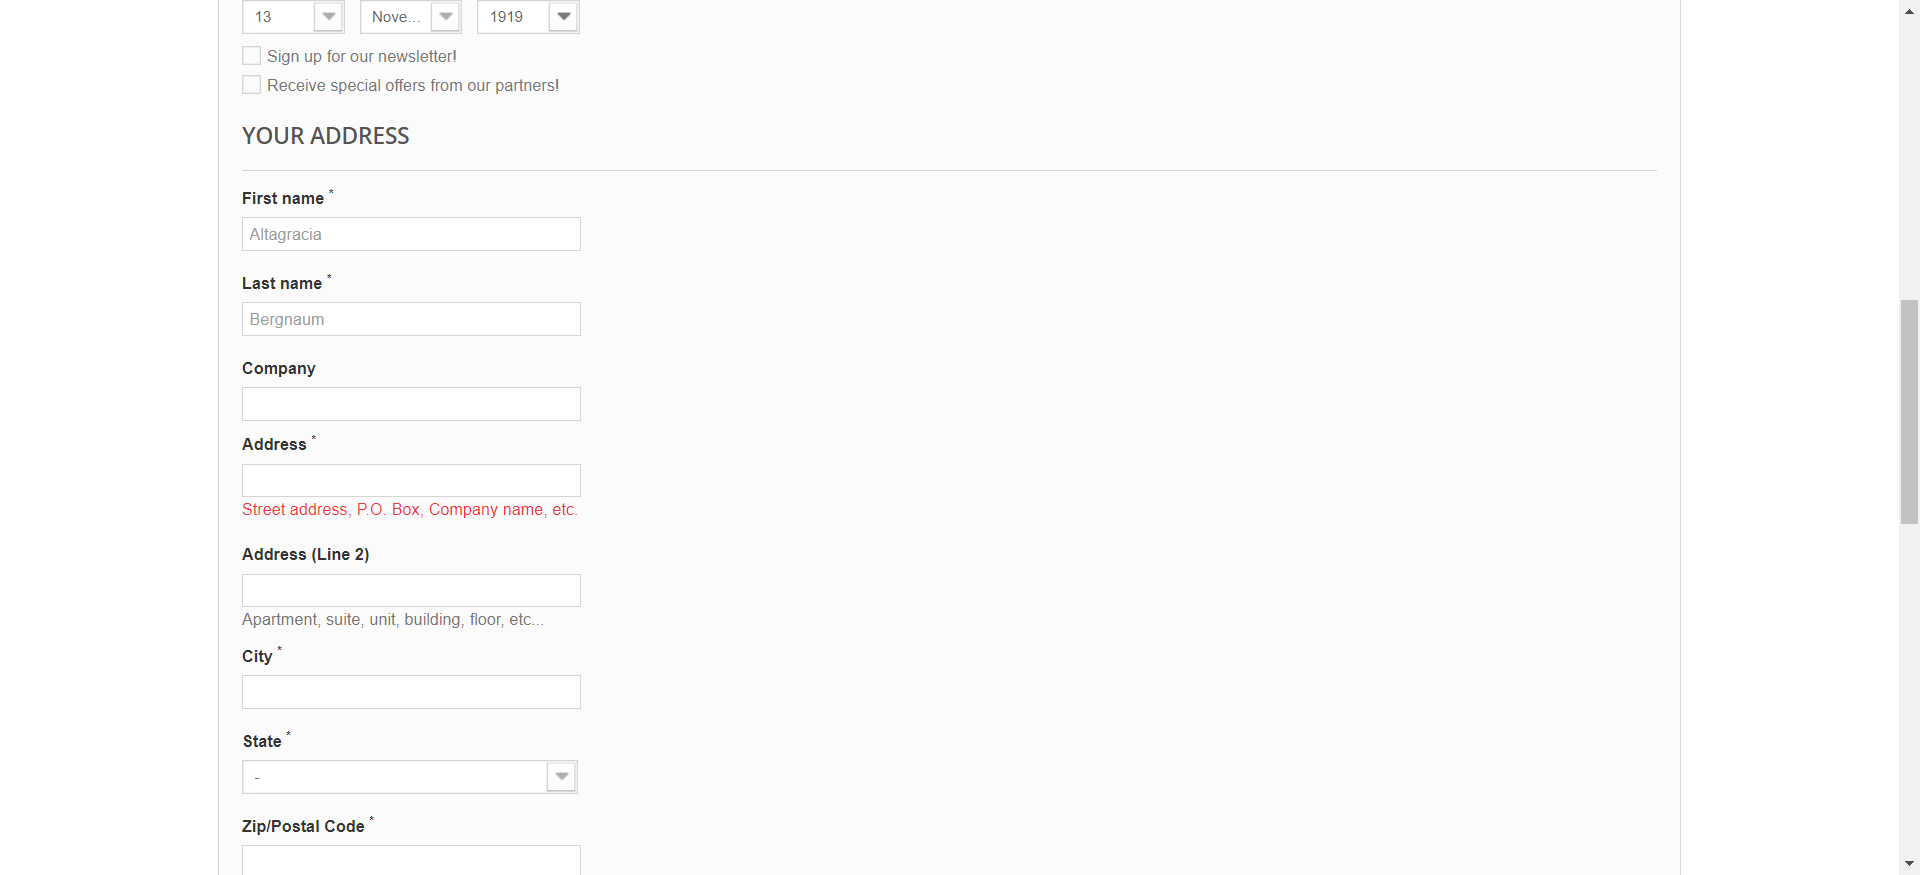 13 Nove... 1919
Sign up for our newsletter!
Receive special offers from our partners!
YOUR ADDRESS
First name *
Altagracia
Last name *
Bergnaum
Company
Address *
Street address, P.O. Box, Company name, etc.
Address (Line 2)
Apartment, suite, unit, building, floor, etc...
City *
State *
-
Zip/Postal Code *